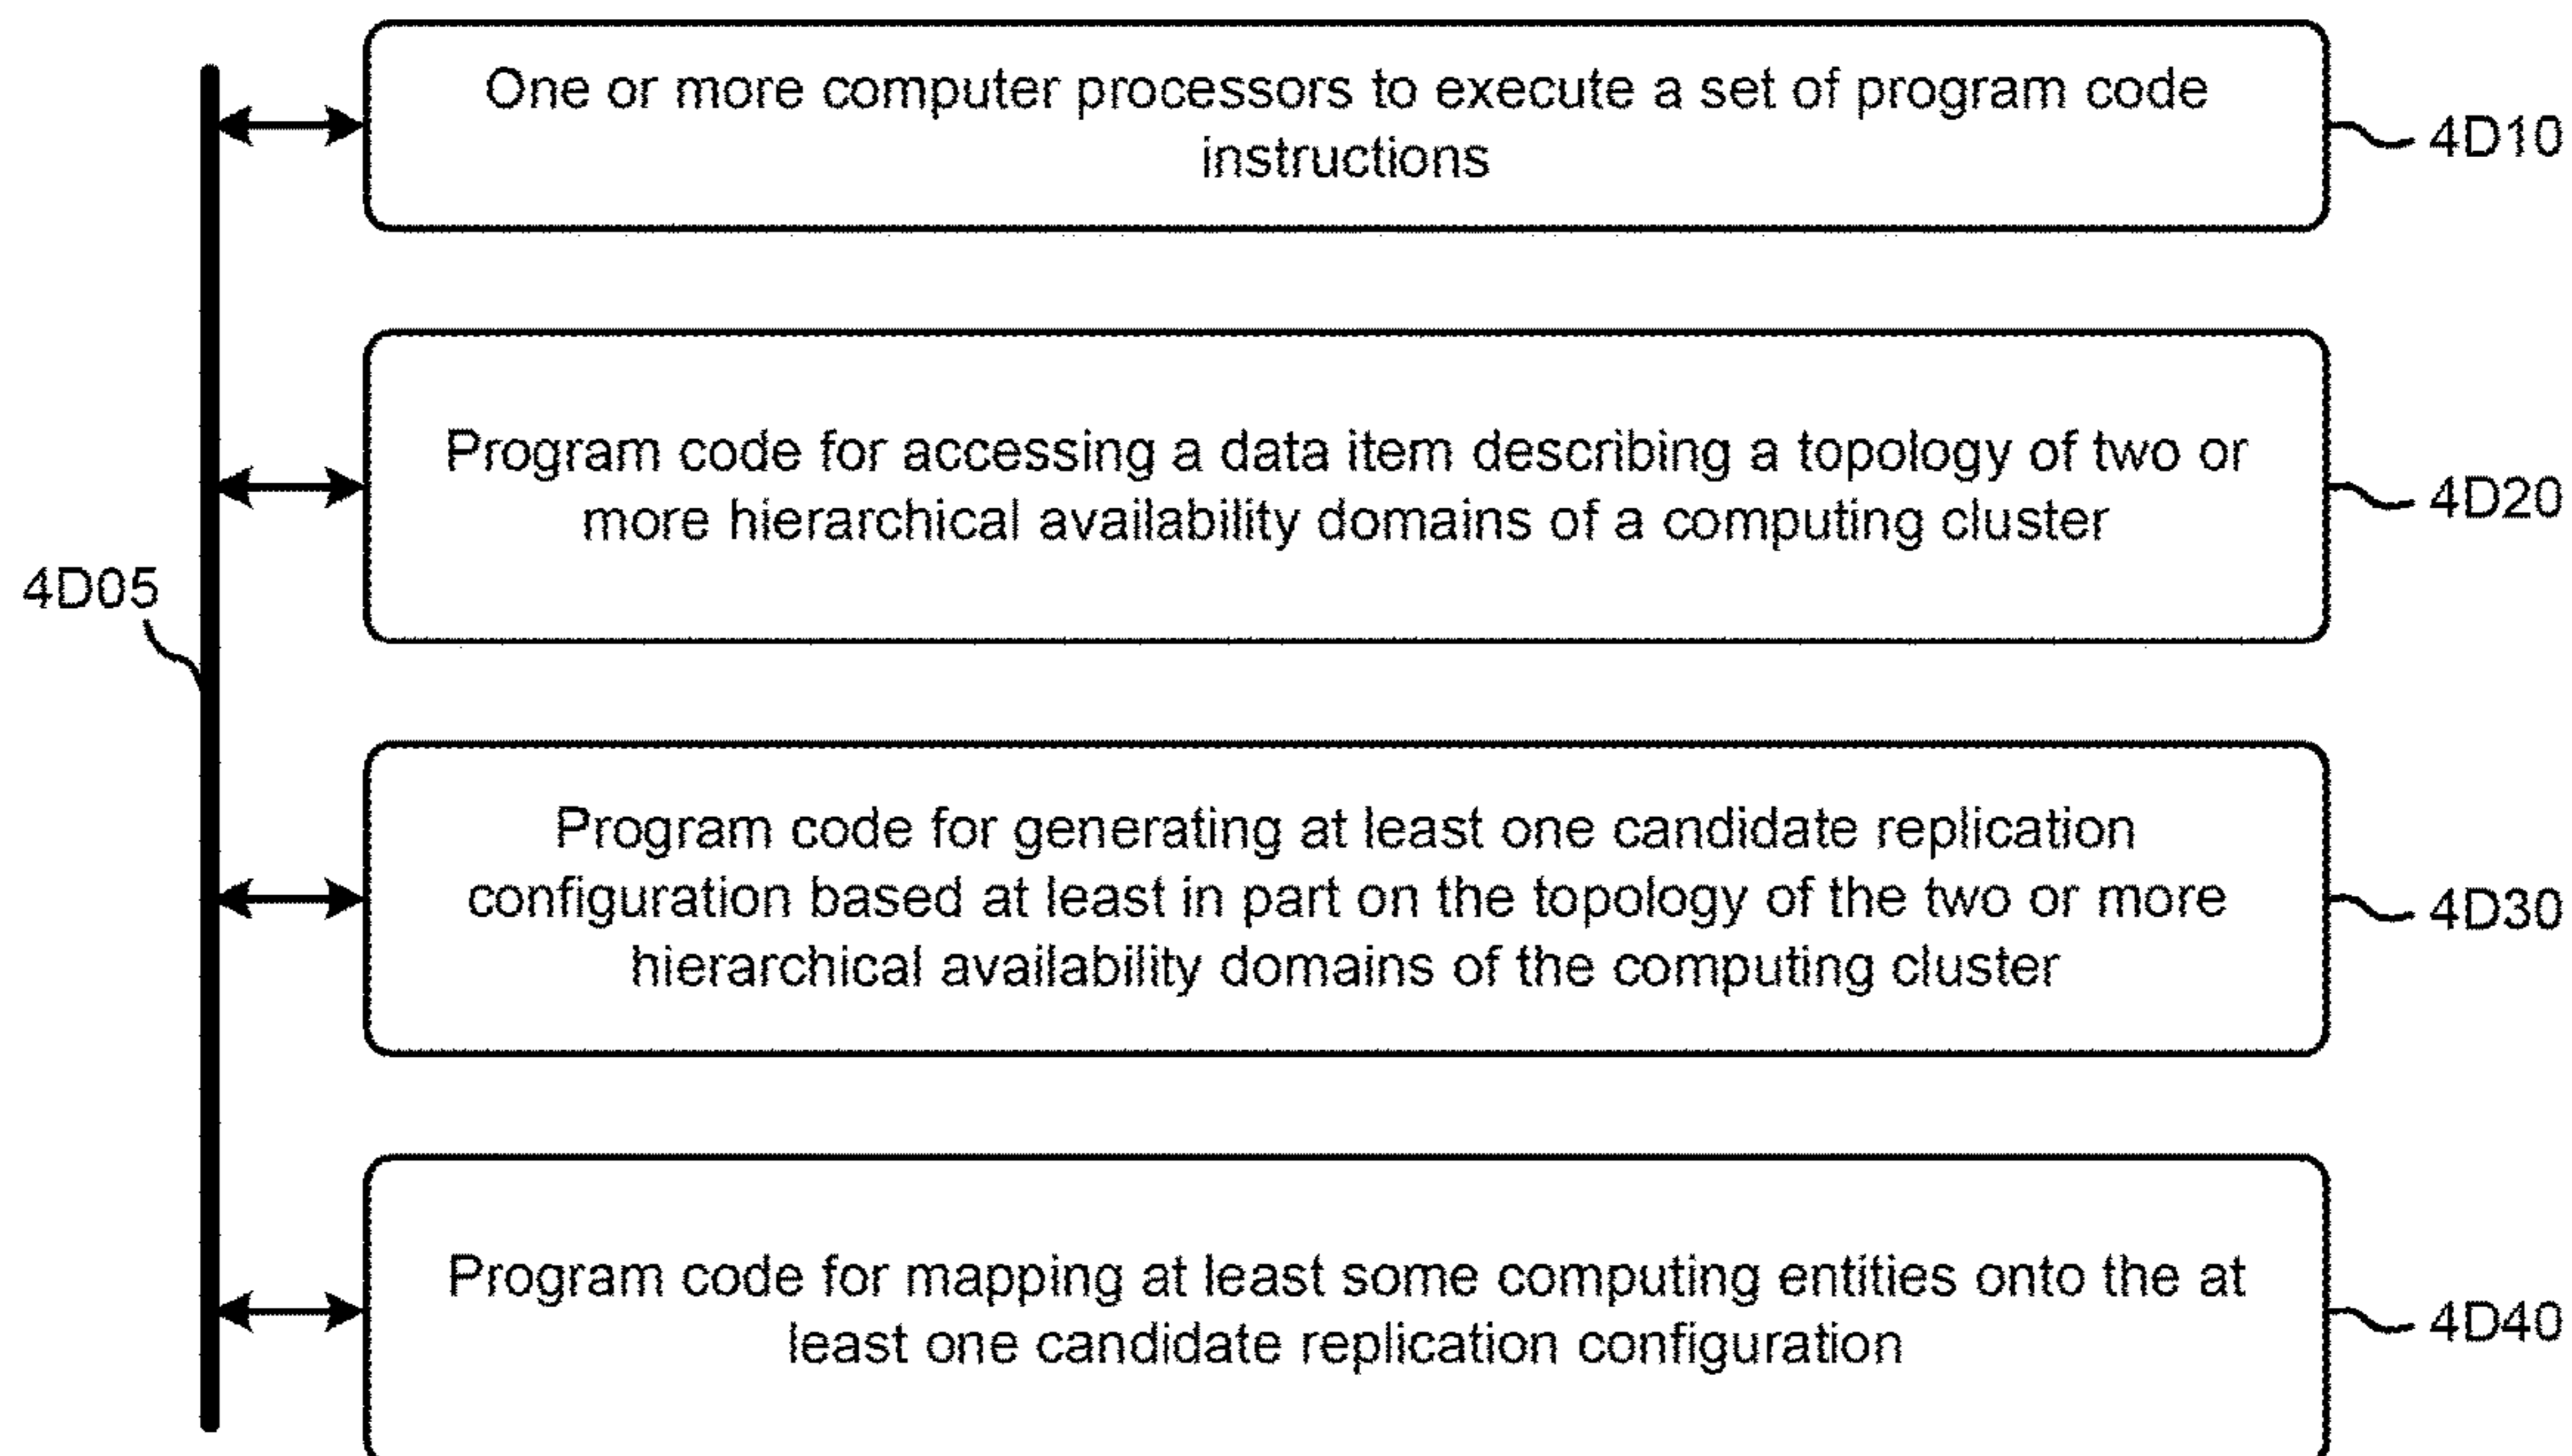 One or more computer processors to execute a set of program code
instructions
4D10
Program code for accessing a data item describing a topology of two or
more hierarchical availability domains of a computing cluster
4D20
4D05
Program code for generating at least one candidate replication
configuration based at least in part on the topology of the two or more
hierarchical availability domains of the computing cluster
4D30
Program code for mapping at least some computing entities onto the at
least one candidate replication configuration
4D40